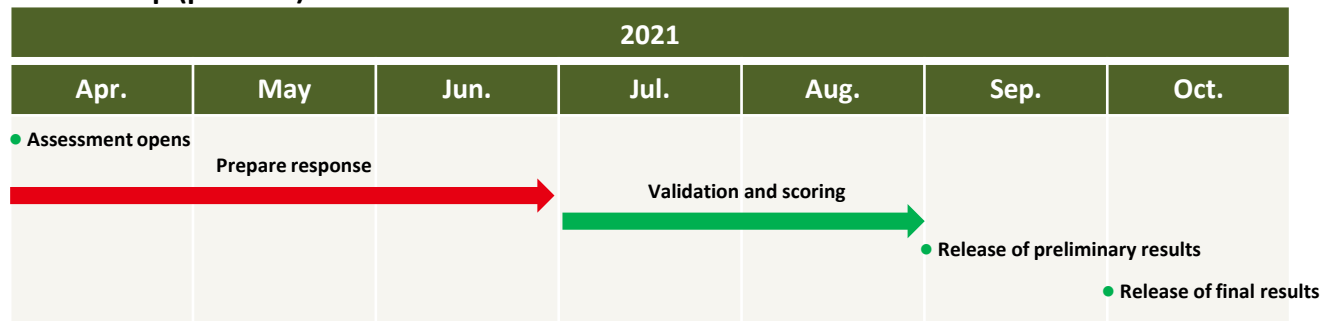 2021
Apr. May Jun. Jul. Aug. Sep. Oct.
Assessment opens
Prepare response
Validation and scoring
Release of preliminary results
Release of final results